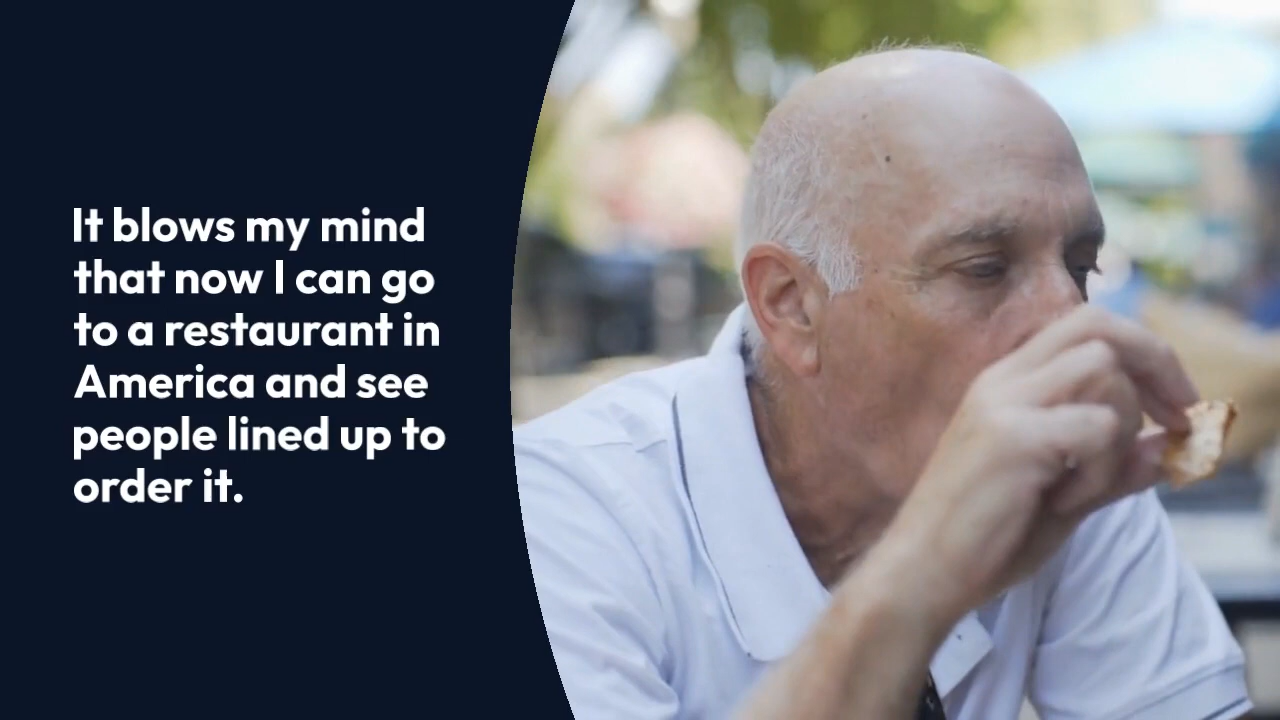 It blows my mind
that now I can go
to a restaurant in
America and see
people lined up to
order it.